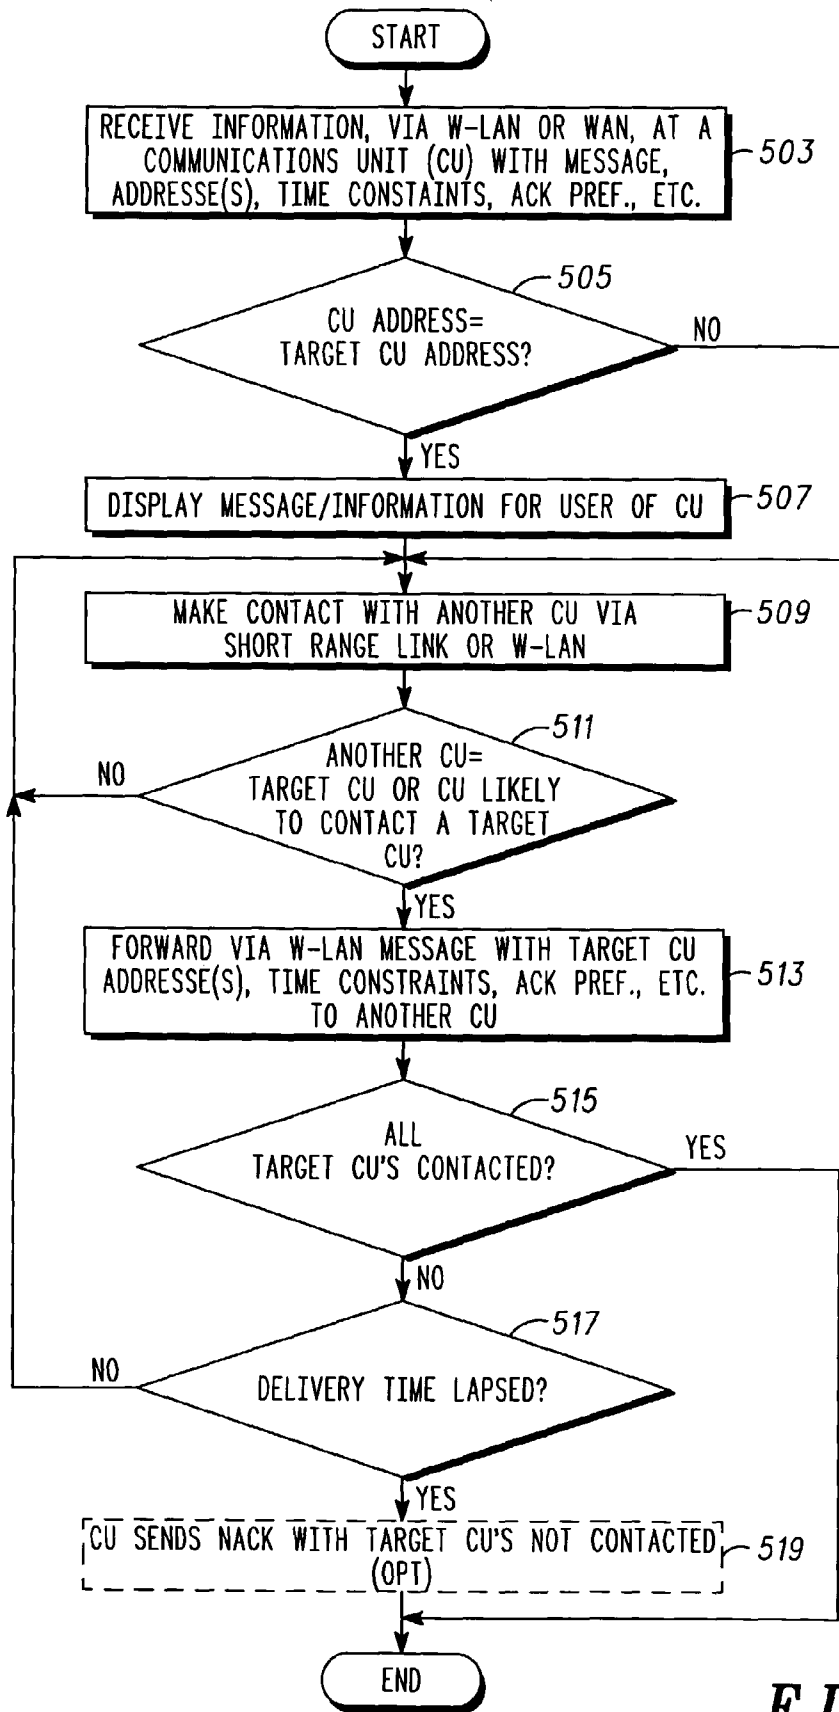 START
RECEIVE INFORMATION, VIA W-LAN OR WAN, AT A
COMMUNICATIONS UNIT (CU) WITH MESSAGE,
ADDRESSE(S), TIME CONSTAINTS, ACK PREF., ETC.
503
505
CU ADDRESS=
TARGET CU ADDRESS?
NO
YES
DISPLAY MESSAGE/INFORMATION FOR USER OF CU
507
MAKE CONTACT WITH ANOTHER CU VIA
SHORT RANGE LINK OR W-LAN
509
511
ANOTHER CU=
TARGET CU OR CU LIKELY
TO CONTACT A TARGET
CU?
NO
YES
FORWARD VIA W-LAN MESSAGE WITH TARGET CU
ADDRESSE(S), TIME CONSTRAINTS, ACK PREF., ETC.
TO ANOTHER CU
513
515
ALL
TARGET CU'S CONTACTED?
YES
NO
517
DELIVERY TIME LAPSED?
NO
YES
CU SENDS NACK WITH TARGET CU'S NOT CONTACTED
(OPT)
519
END